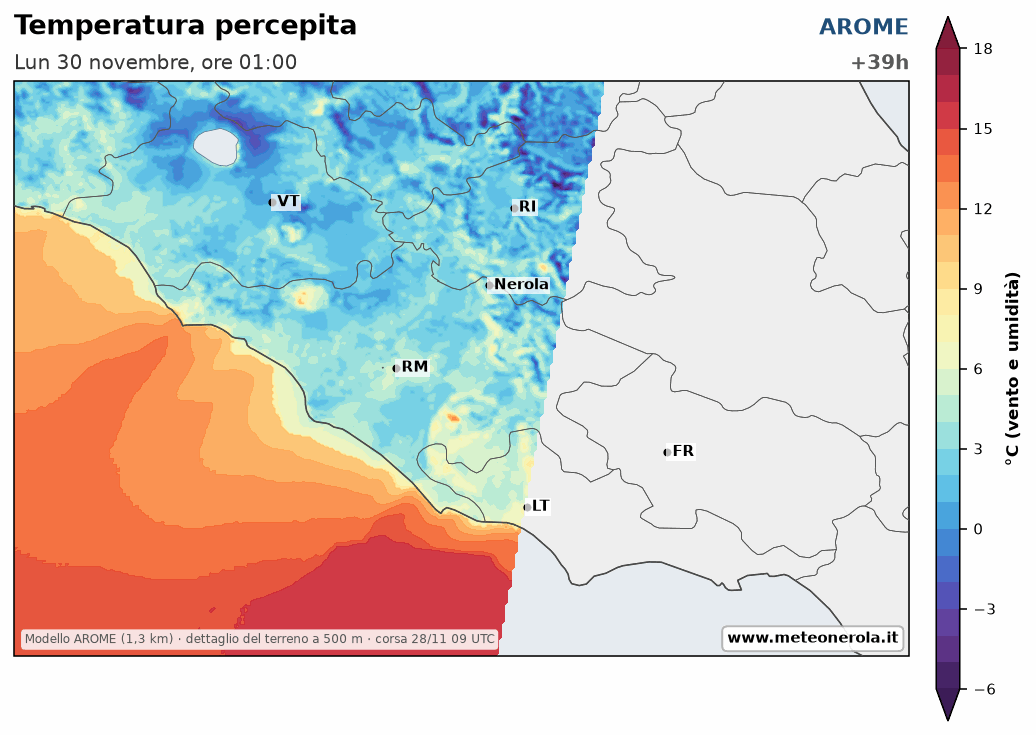 Temperatura percepita
AROME
Lun 30 novembre, ore 01:00
+39h
VT
RI
Nerola
RM
FR
LT
Modello AROME (1,3 km) · dettaglio del terreno a 500 m · corsa 28/11 09 UTC
www.meteonerola.it
18
15
12
9
6
3
0
−3
−6
°C (vento e umidità)